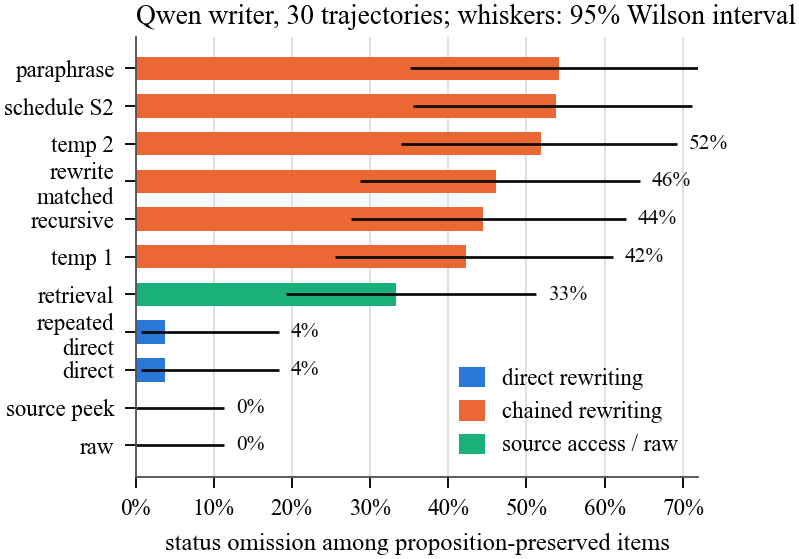 Qwen writer, 30 trajectories; whiskers: 95% Wilson interval
paraphrase
schedule S2
temp 2
52%
rewrite
matched
46%
recursive
44%
temp 1
42%
retrieval
33%
repeated
direct
4%
direct
4%
source peek
0%
raw
0%
direct rewriting
chained rewriting
source access / raw
0%
10%
20%
30%
40%
50%
60%
70%
status omission among proposition-preserved items